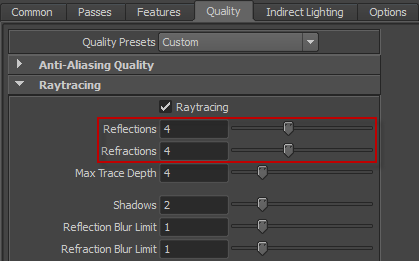 Common Passes Features Quality Indirect Lighting Options
Quality Presets Custom
Anti-Aliasing Quality
Raytracing
Raytracing
Reflections 4
Refractions 4
Max Trace Depth 4
Shadows 2
Reflection Blur Limit 1
Refraction Blur Limit 1